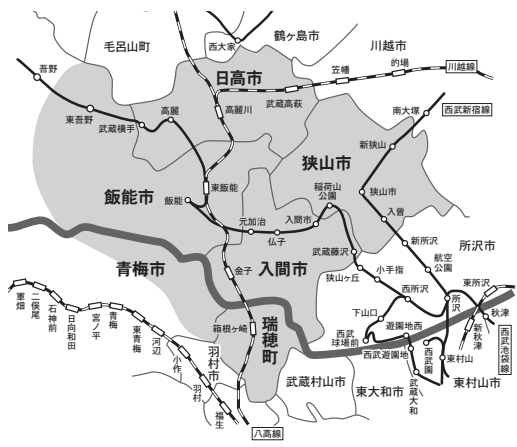 鶴ヶ島市
毛呂山町
西大家
川越市
吾野
日高市
笠幡
的場
川越線
東吾野
武蔵横手
高麗
高麗川
武蔵高萩
南大塚
西武新宿線
新狭山
狭山市
飯能市
飯能
東飯能
稲荷山
公園
狭山市
元加治
仏子
入間市
入曽
武蔵藤沢
新所沢
所沢市
青梅市
金子
入間市
狭山ヶ丘
小手指
航空
公園
西所沢
所沢
東所沢
軍畑
二俣尾
石神前
日向和田
宮ノ平
青梅
東青梅
河辺
小作
羽村
福生
羽村市
箱根ヶ崎
瑞穂町
下山口
西武
球場前
遊園地西
西武遊園地
西武園
武蔵大和
東村山
新秋津
秋津
西武池袋線
武蔵村山市
東大和市
東村山市
八高線